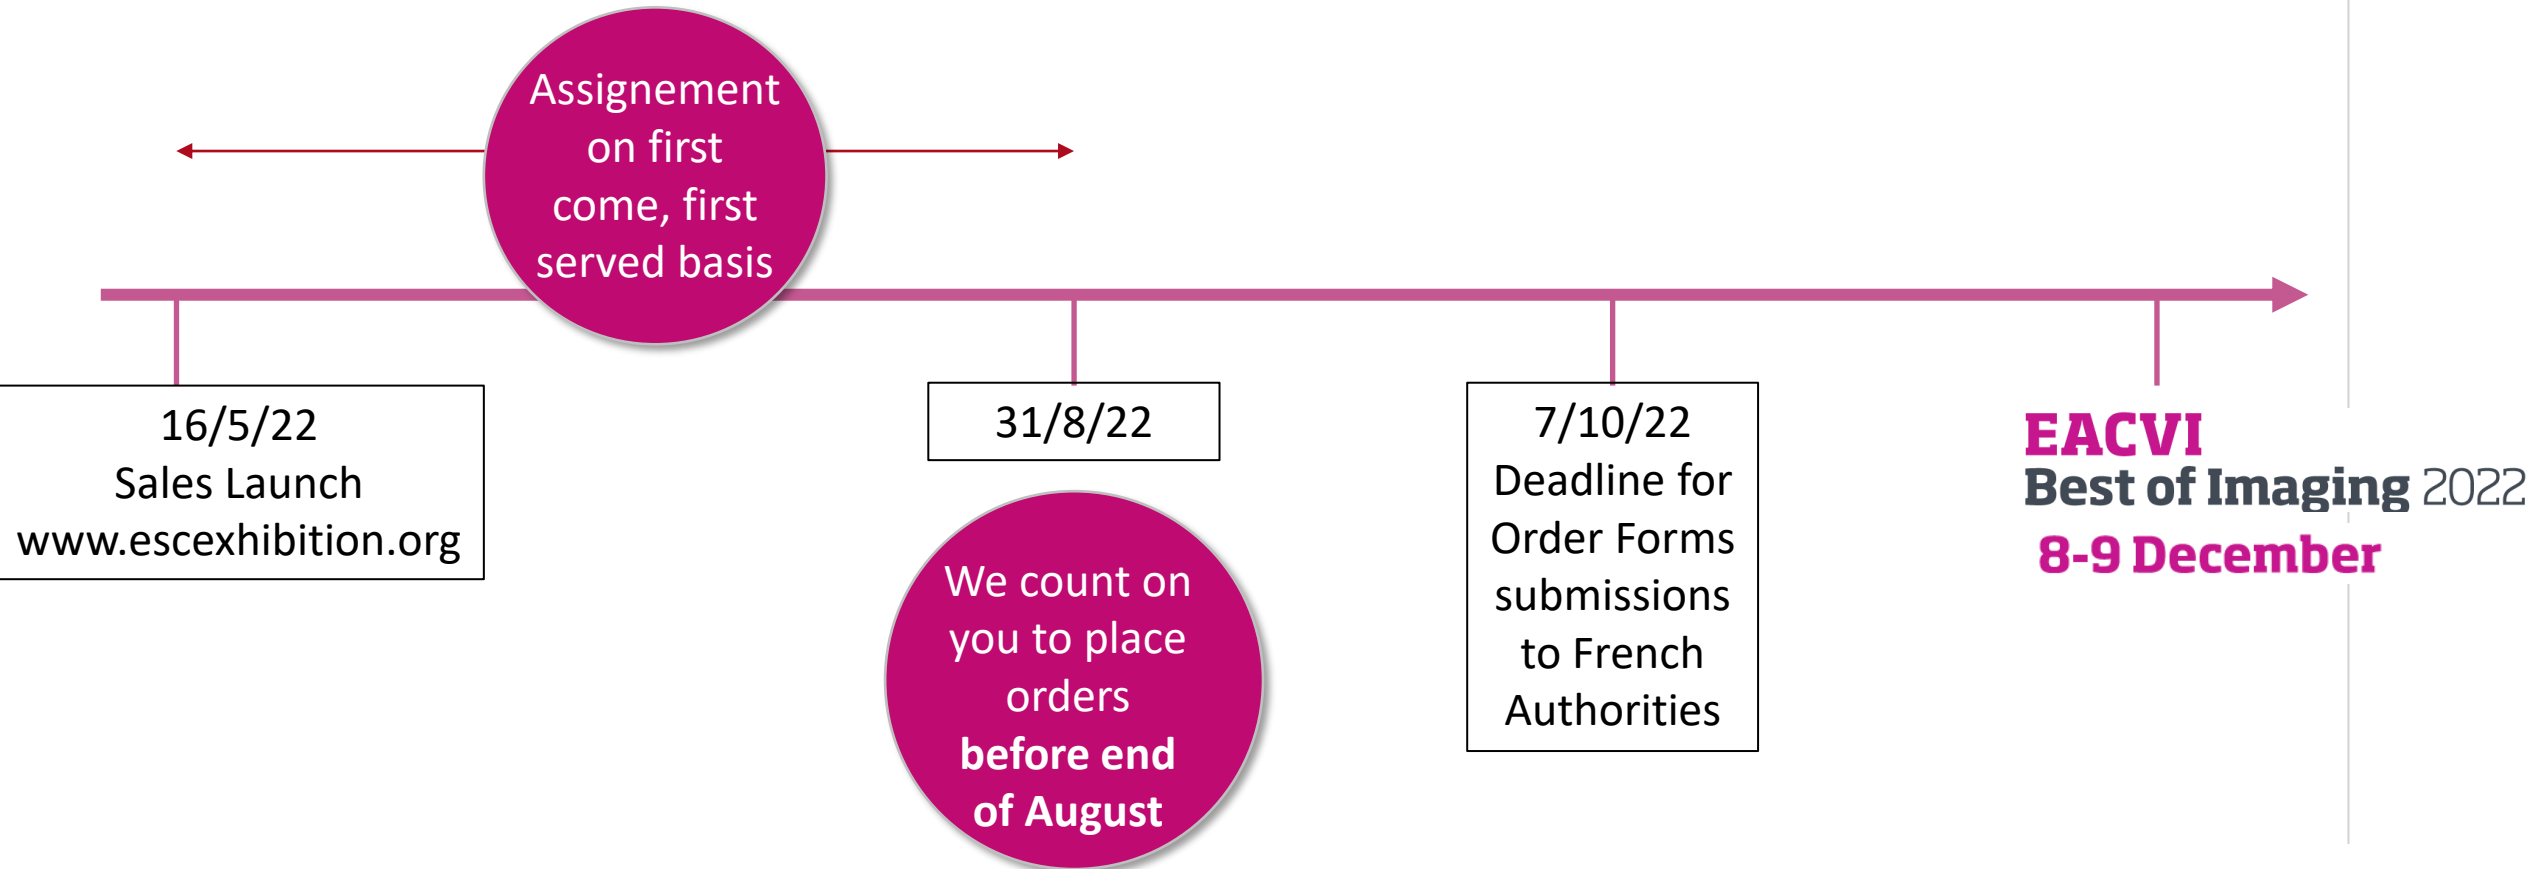 Assignement
on first
come, first
served basis
16/5/22
Sales Launch
www.escexhibition.org
31/8/22
We count on
you to place
orders
before end
of August
7/10/22
Deadline for
Order Forms
submissions
to French
Authorities
EACVI
Best of Imaging 2022
8-9 December